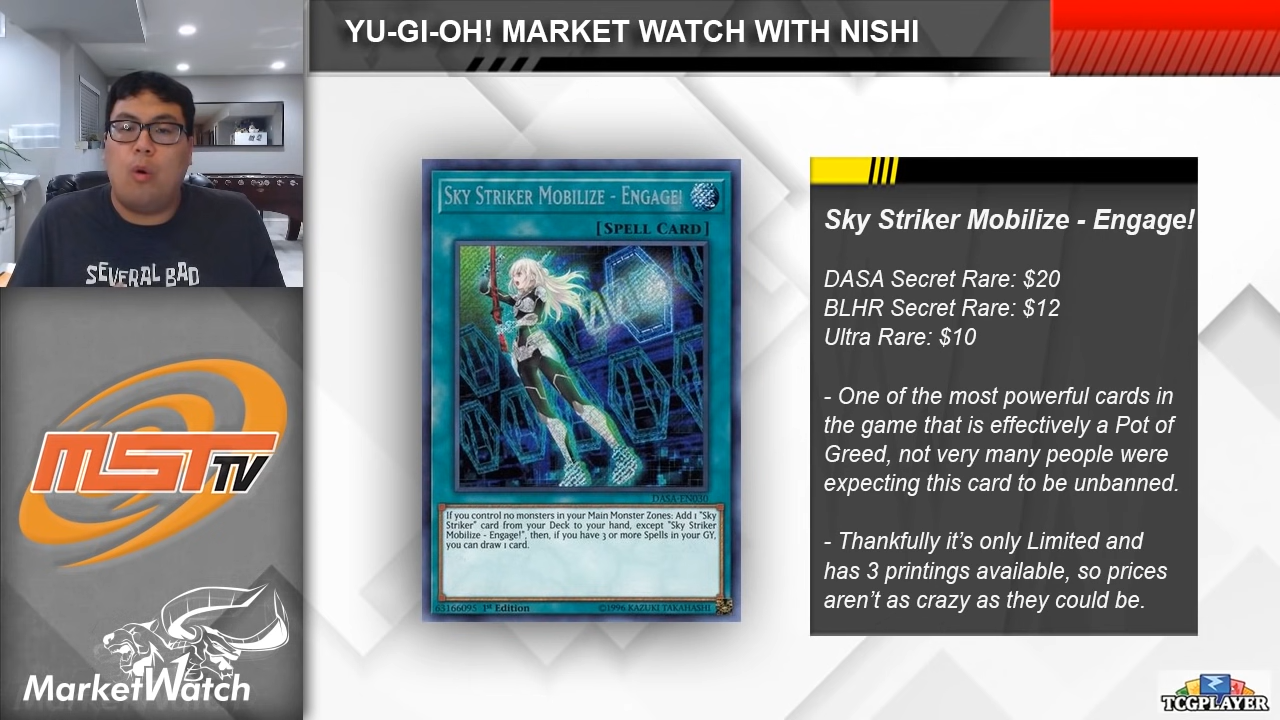 YU-GI-OH! MARKET WATCH WITH NISHI
SEVERAL BAD
MST TV
MarketWatch
SKY STRIKER MOBILIZE - ENGAGE!
[SPELL CARD]
DASA-EN030
If you control no monsters in your Main Monster Zones: Add 1 "Sky
Striker" card from your Deck to your hand, except "Sky Striker
Mobilize - Engage!", then, if you have 3 or more Spells in your GY,
you can draw 1 card.
63166095 1st Edition ©1996 KAZUKI TAKAHASHI
Sky Striker Mobilize - Engage!
DASA Secret Rare: $20
BLHR Secret Rare: $12
Ultra Rare: $10
- One of the most powerful cards in
the game that is effectively a Pot of
Greed, not very many people were
expecting this card to be unbanned.
- Thankfully it's only Limited and
has 3 printings available, so prices
aren't as crazy as they could be.
TCGPLAYER